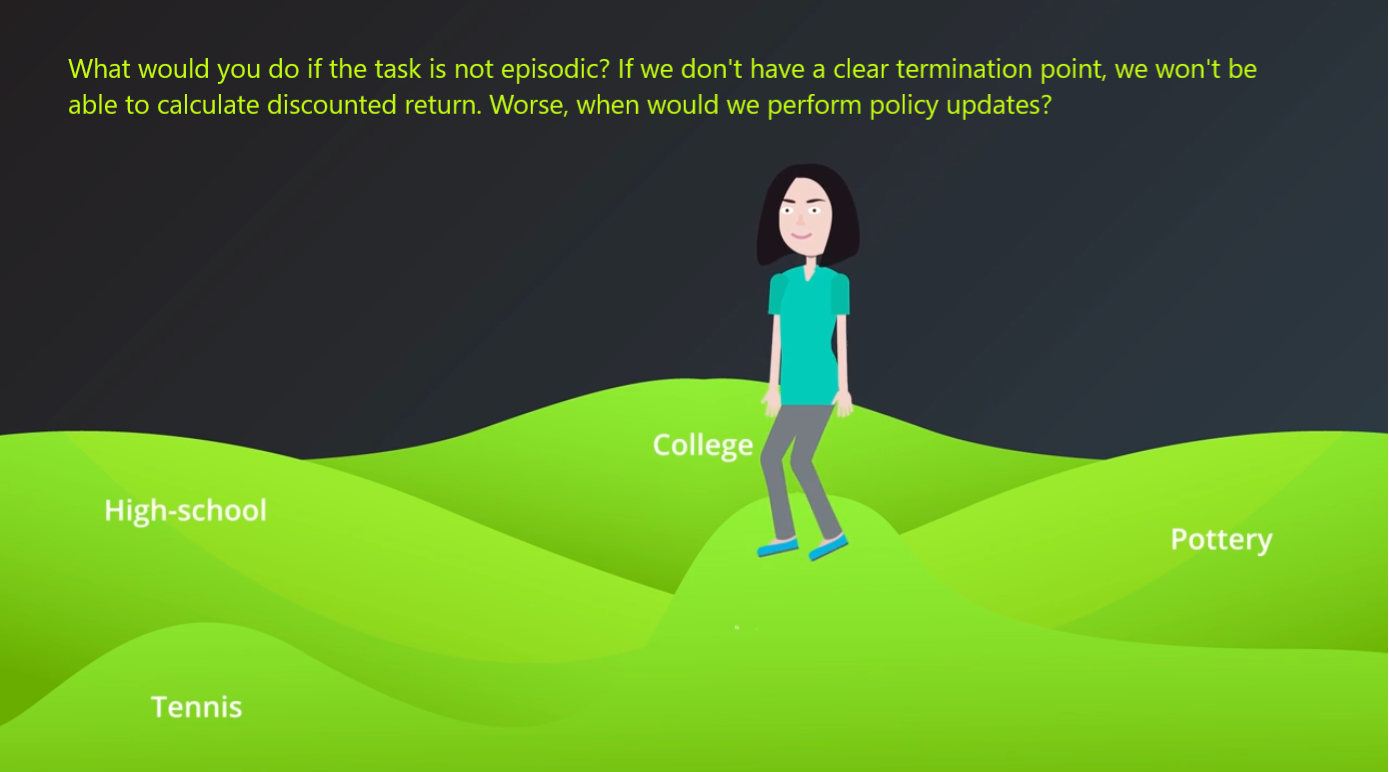 What would you do if the task is not episodic? If we don't have a clear termination point, we won't be
able to calculate discounted return. Worse, when would we perform policy updates?
College
High-school
Pottery
Tennis